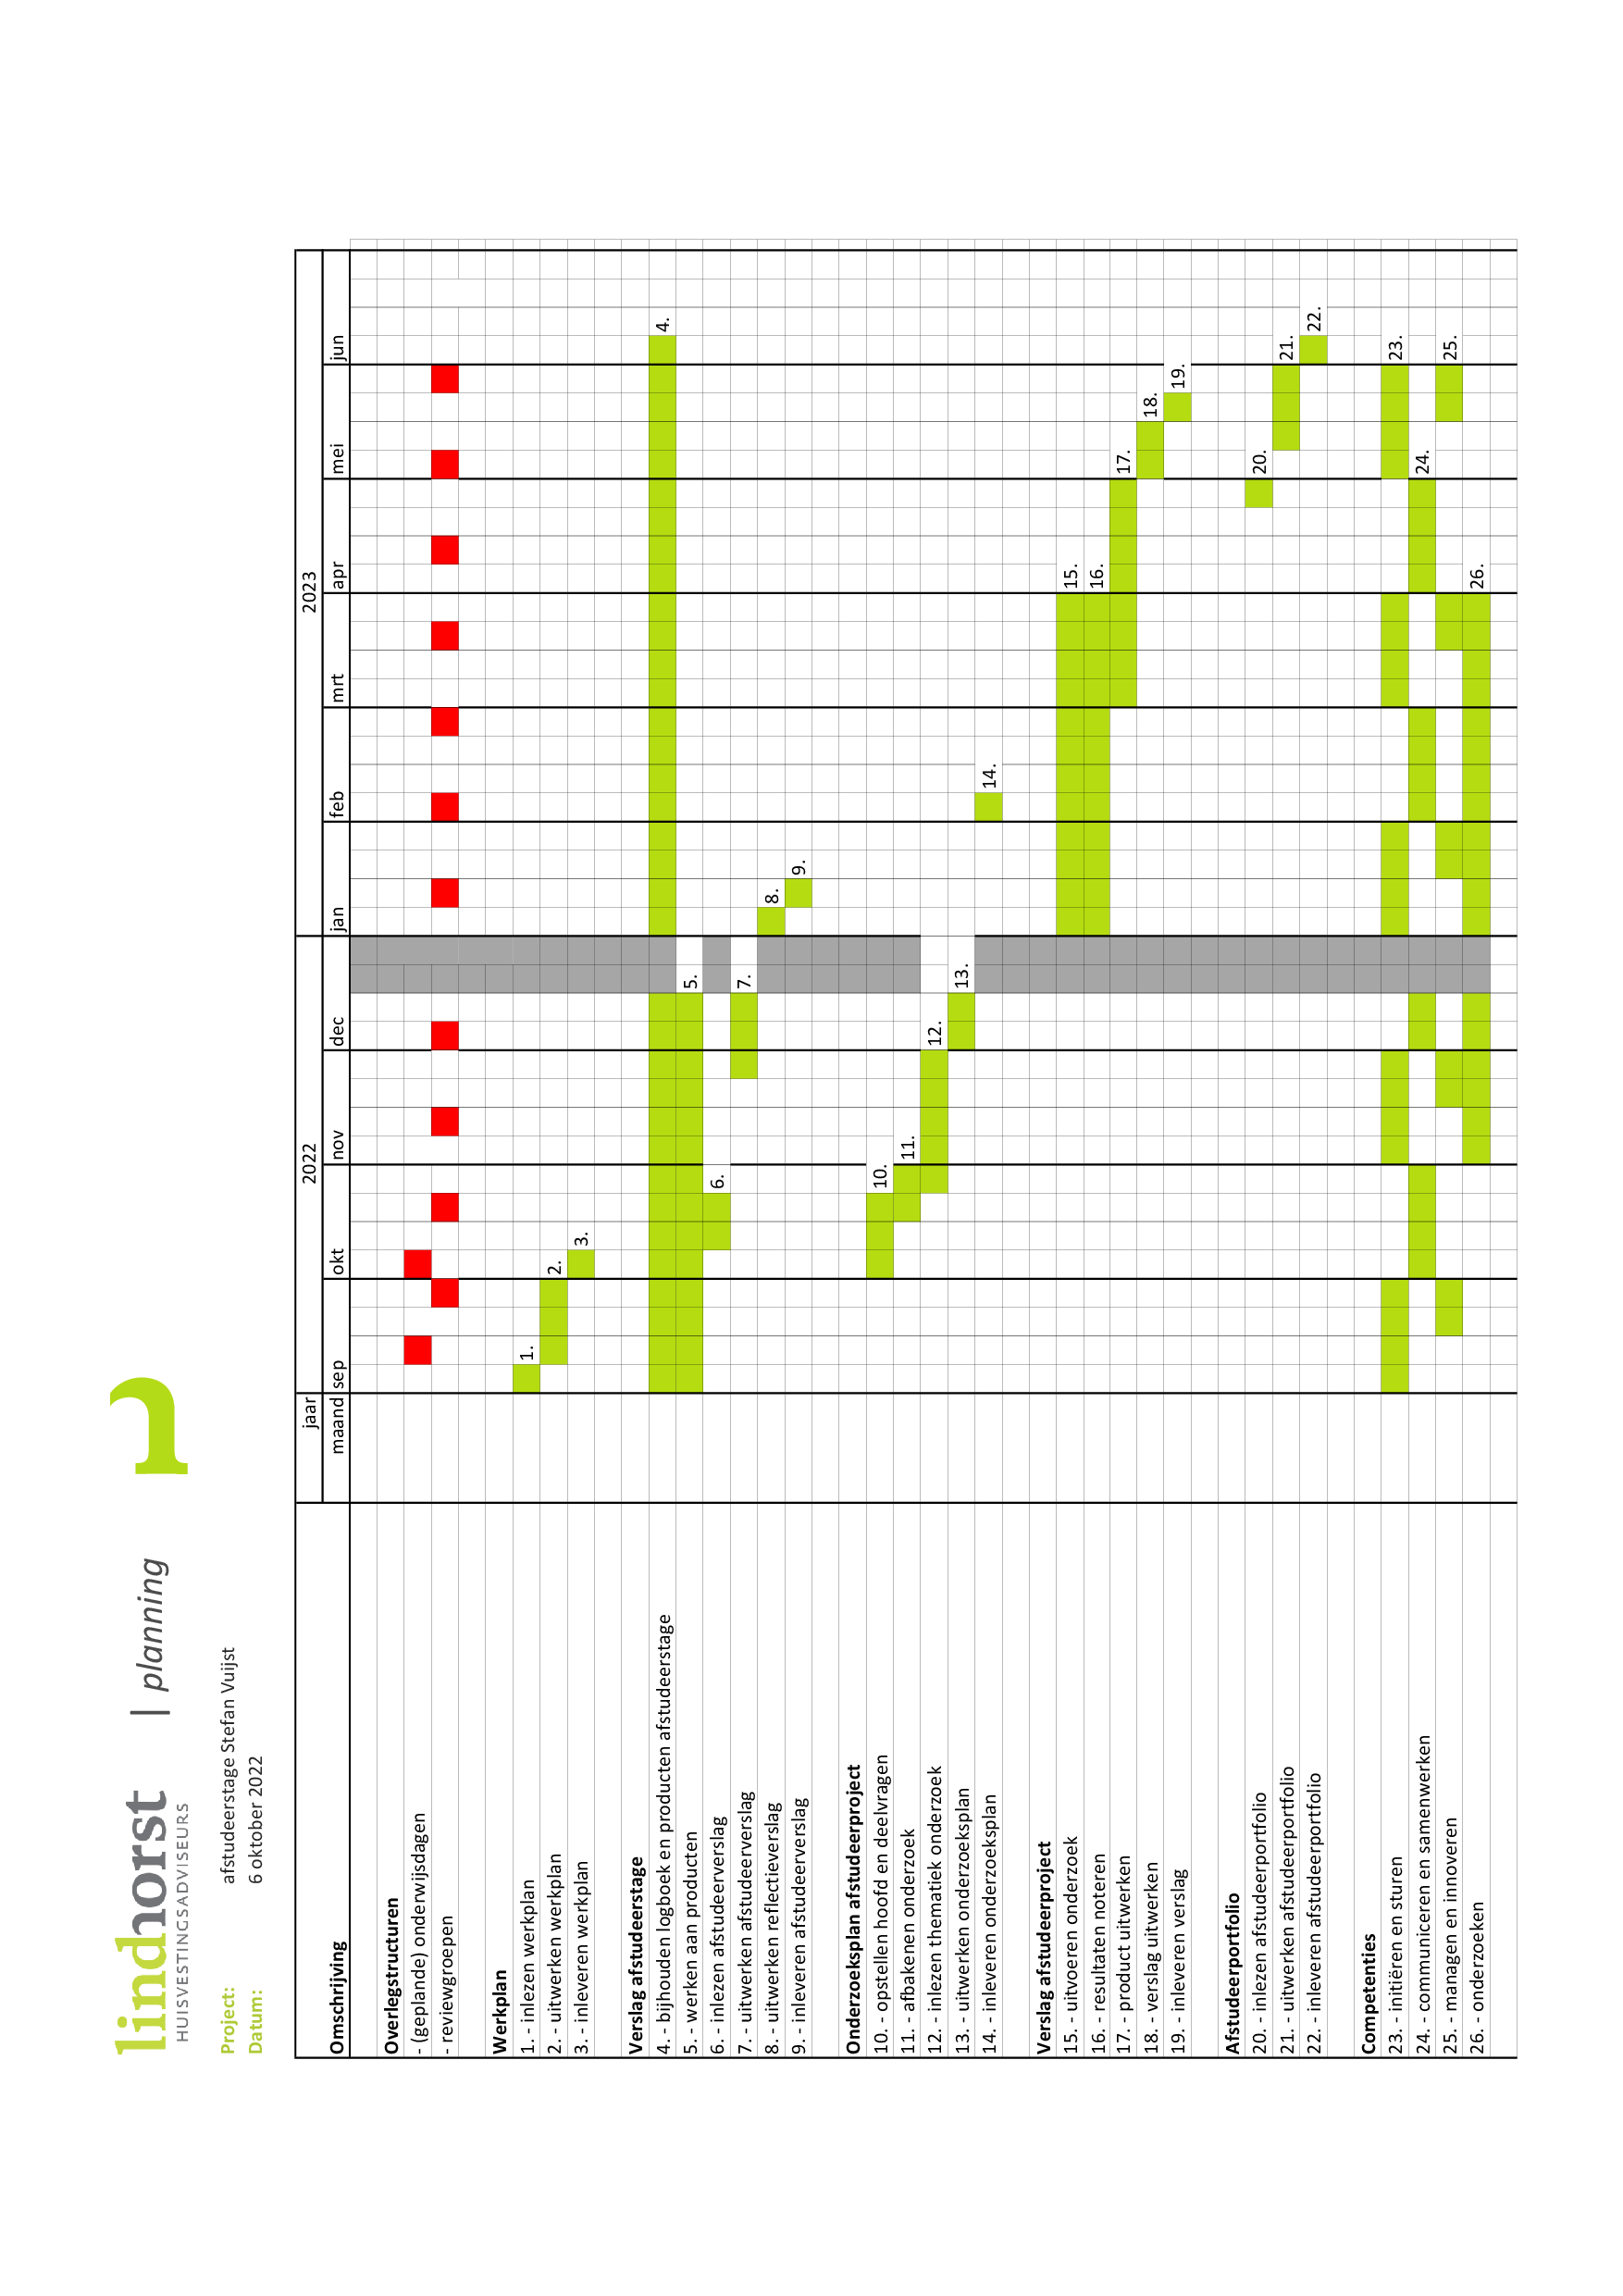 lindhorst | planning
HUISVESTINGSADVISEURS
Project: afstudeerstage Stefan Vuijst
Datum: 6 oktober 2022
jaar 2022 2023
Omschrijving maand sep okt nov dec jan feb mrt apr mei jun
Overlegstructuren
- (geplande) onderwijsdagen
- reviewgroepen
Werkplan
1. - inlezen werkplan 1.
2. - uitwerken werkplan 2.
3. - inleveren werkplan 3.
Verslag afstudeerstage
4. - bijhouden logboek en producten afstudeerstage 4.
5. - werken aan producten 5.
6. - inlezen afstudeerverslag 6.
7. - uitwerken afstudeerverslag 7.
8. - uitwerken reflectieverslag 8.
9. - inleveren afstudeerverslag 9.
Onderzoeksplan afstudeerproject
10. - opstellen hoofd en deelvragen 10.
11. - afbakenen onderzoek 11.
12. - inlezen thematiek onderzoek 12.
13. - uitwerken onderzoeksplan 13.
14. - inleveren onderzoeksplan 14.
Verslag afstudeerproject
15. - uitvoeren onderzoek 15.
16. - resultaten noteren 16.
17. - product uitwerken 17.
18. - verslag uitwerken 18.
19. - inleveren verslag 19.
Afstudeerportfolio
20. - inlezen afstudeerportfolio 20.
21. - uitwerken afstudeerportfolio 21.
22. - inleveren afstudeerportfolio 22.
Competenties
23. - initiëren en sturen 23.
24. - communiceren en samenwerken 24.
25. - managen en innoveren 25.
26. - onderzoeken 26.